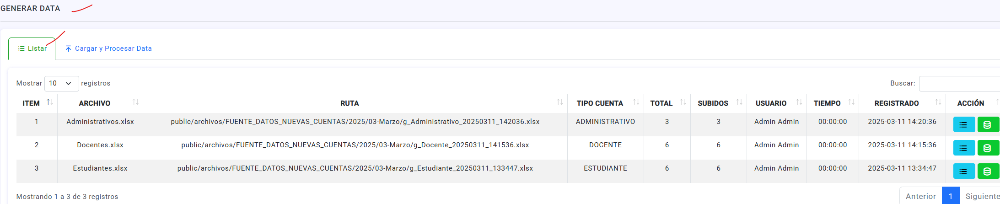 GENERAR DATA
Listar Cargar y Procesar Data
Mostrar 10 registros Buscar:
ITEM ARCHIVO RUTA TIPO CUENTA TOTAL SUBIDOS USUARIO TIEMPO REGISTRADO ACCIÓN
1 Administrativos.xlsx public/archivos/FUENTE_DATOS_NUEVAS_CUENTAS/2025/03-Marzo/g_Administrativo_20250311_142036.xlsx ADMINISTRATIVO 3 3 Admin Admin 00:00:00 2025-03-11 14:20:36
2 Docentes.xlsx public/archivos/FUENTE_DATOS_NUEVAS_CUENTAS/2025/03-Marzo/g_Docente_20250311_141536.xlsx DOCENTE 6 6 Admin Admin 00:00:00 2025-03-11 14:15:36
3 Estudiantes.xlsx public/archivos/FUENTE_DATOS_NUEVAS_CUENTAS/2025/03-Marzo/g_Estudiante_20250311_133447.xlsx ESTUDIANTE 6 6 Admin Admin 00:00:00 2025-03-11 13:34:47
Mostrando 1 a 3 de 3 registros Anterior 1 Siguiente